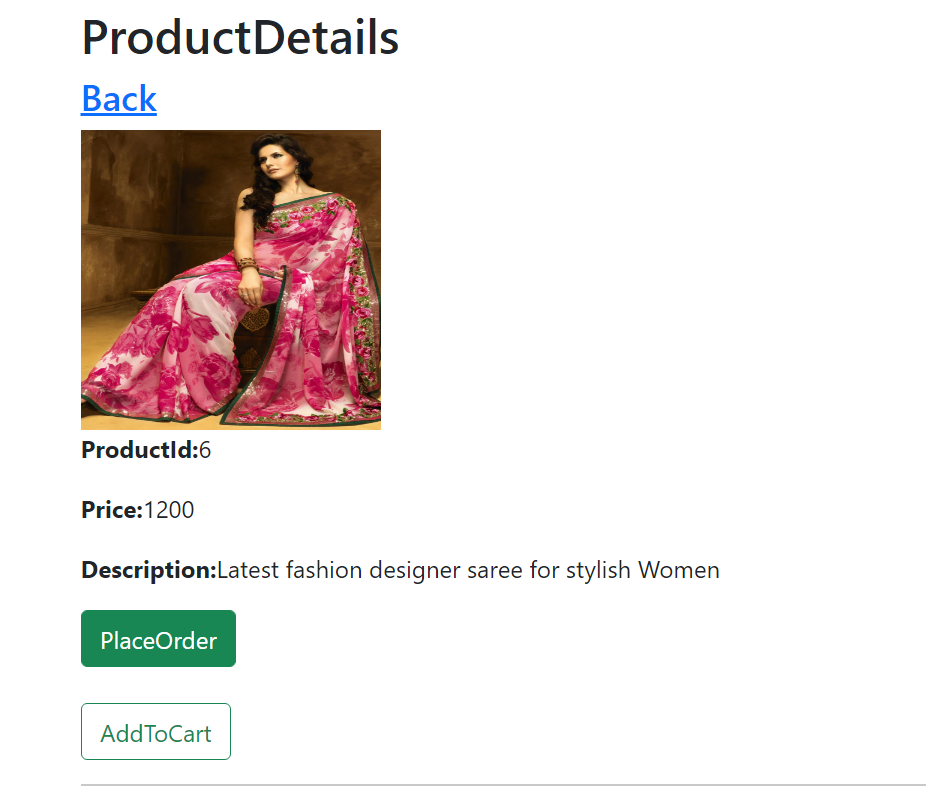 ProductDetails
Back
ProductId:6
Price:1200
Description:Latest fashion designer saree for stylish Women
PlaceOrder
AddToCart